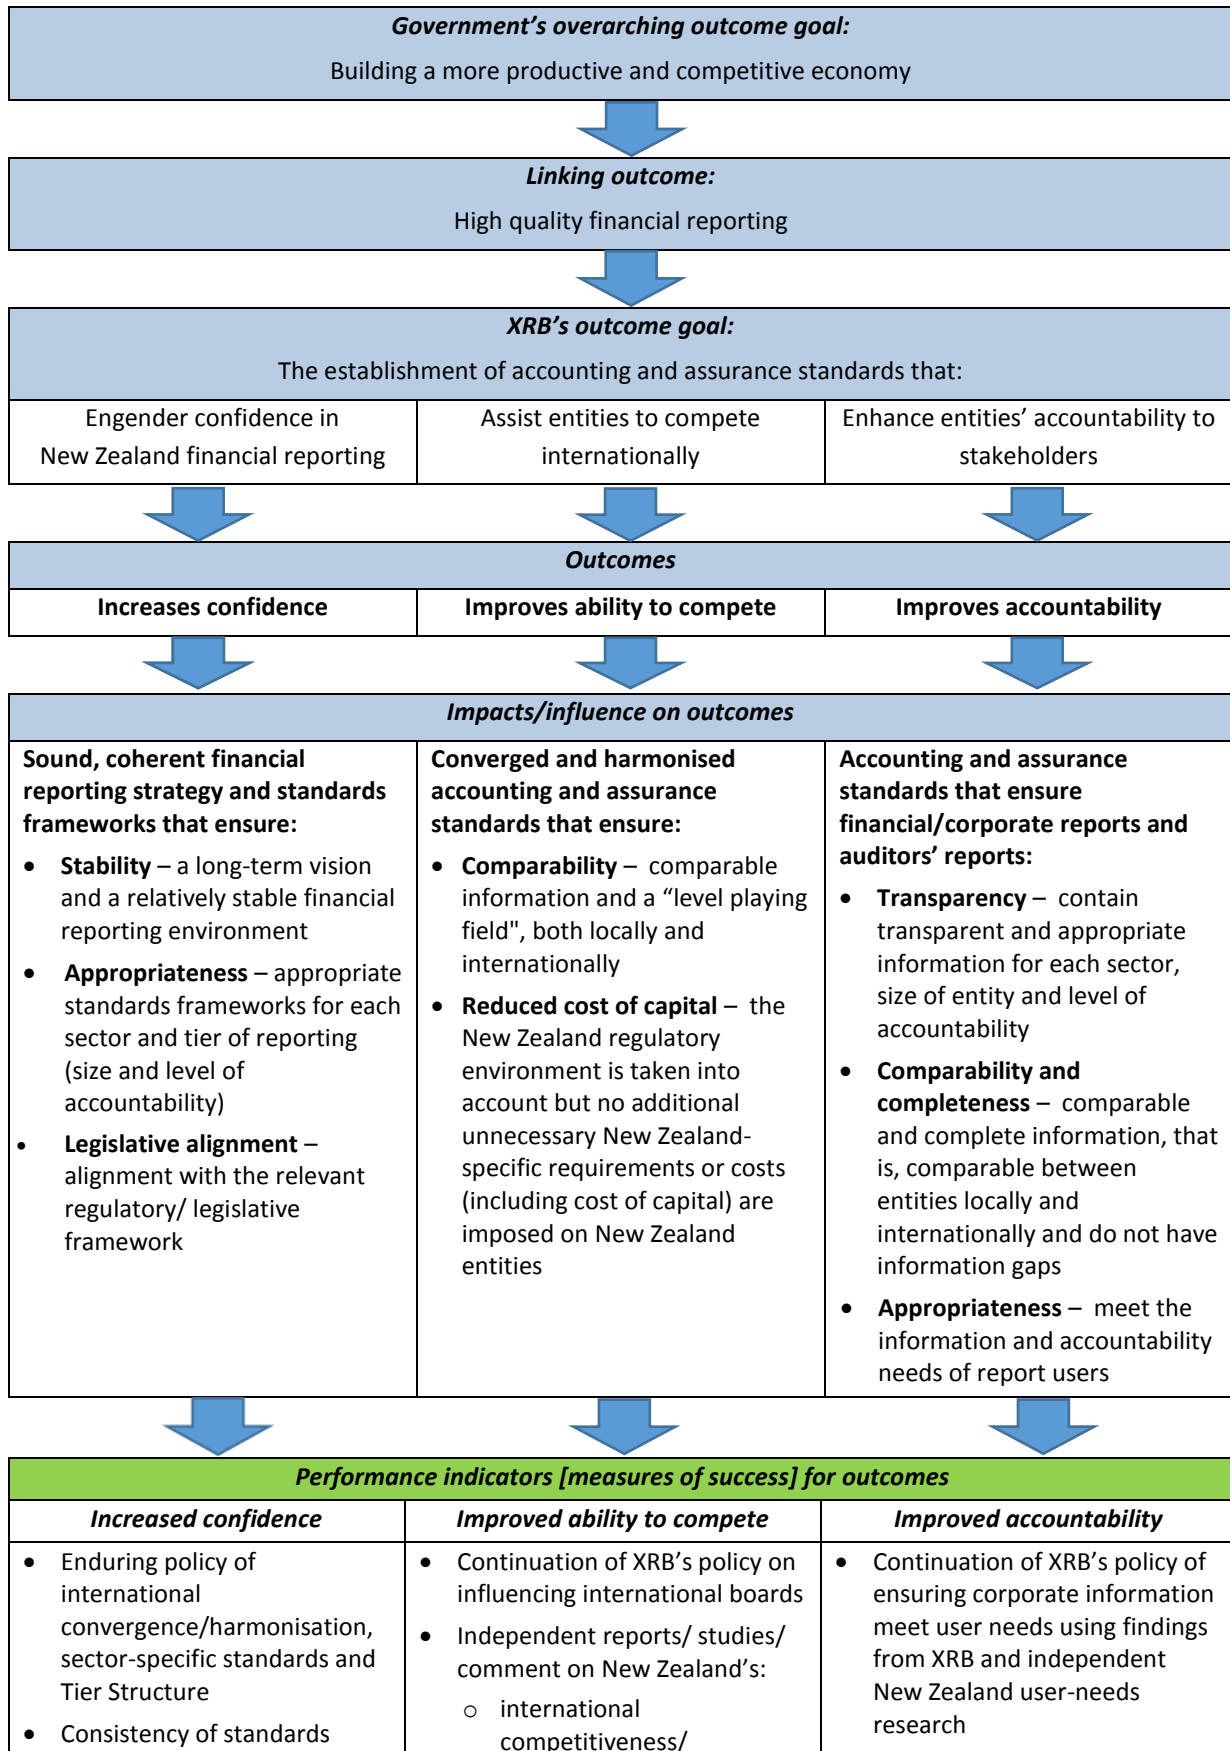 Government’s overarching outcome goal:
Building a more productive and competitive economy
Linking outcome:
High quality financial reporting
XRB’s outcome goal:
The establishment of accounting and assurance standards that:
Engender confidence in
New Zealand financial reporting
Assist entities to compete
internationally
Enhance entities’ accountability to
stakeholders
Outcomes
Increases confidence
Improves ability to compete
Improves accountability
Impacts/influence on outcomes
Sound, coherent financial
reporting strategy and standards
frameworks that ensure:
• Stability – a long-term vision
and a relatively stable financial
reporting environment
• Appropriateness – appropriate
standards frameworks for each
sector and tier of reporting
(size and level of
accountability)
• Legislative alignment –
alignment with the relevant
regulatory/ legislative
framework
Converged and harmonised
accounting and assurance
standards that ensure:
• Comparability – comparable
information and a “level playing
field", both locally and
internationally
• Reduced cost of capital – the
New Zealand regulatory
environment is taken into
account but no additional
unnecessary New Zealand-
specific requirements or costs
(including cost of capital) are
imposed on New Zealand
entities
Accounting and assurance
standards that ensure
financial/corporate reports and
auditors’ reports:
• Transparency – contain
transparent and appropriate
information for each sector,
size of entity and level of
accountability
• Comparability and
completeness – comparable
and complete information, that
is, comparable between
entities locally and
internationally and do not have
information gaps
• Appropriateness – meet the
information and accountability
needs of report users
Performance indicators [measures of success] for outcomes
Increased confidence
Improved ability to compete
Improved accountability
• Enduring policy of
international
convergence/harmonisation,
sector-specific standards and
Tier Structure
• Consistency of standards
• Continuation of XRB’s policy on
influencing international boards
• Independent reports/ studies/
comment on New Zealand’s:
o international
competitiveness/
• Continuation of XRB’s policy of
ensuring corporate information
meet user needs using findings
from XRB and independent
New Zealand user-needs
research